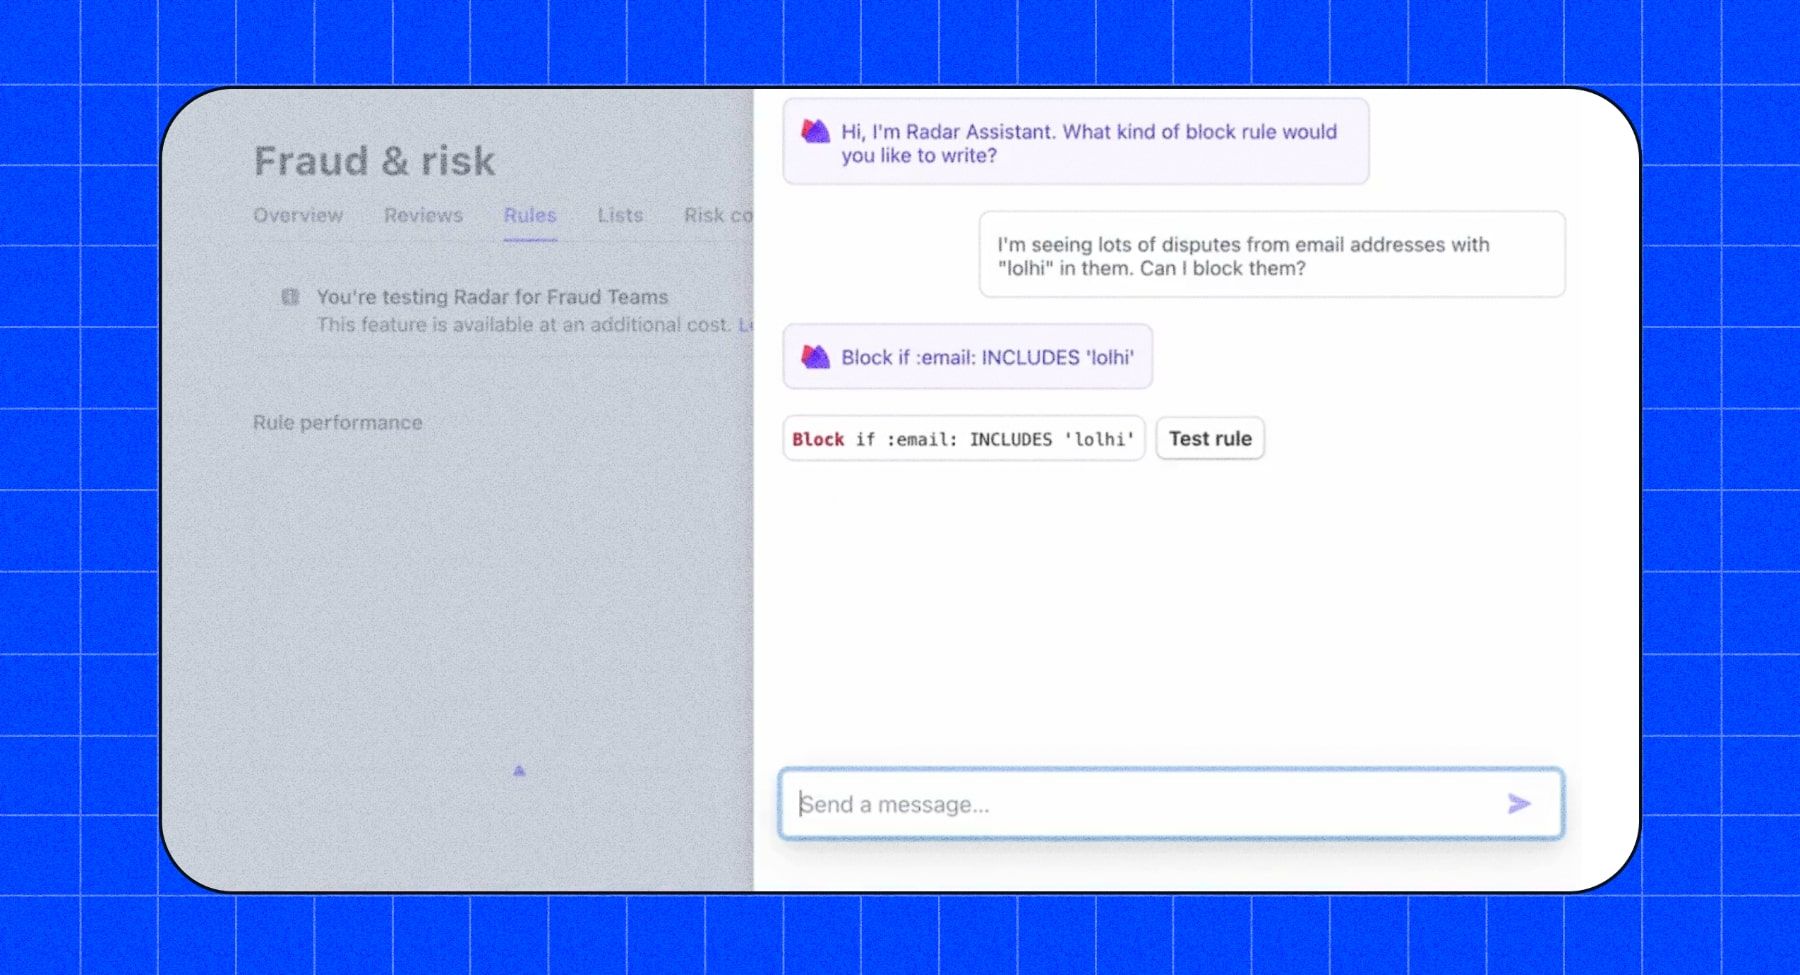 Fraud & risk
Overview Reviews Rules Lists Risk co
You're testing Radar for Fraud Teams
This feature is available at an additional cost.
Rule performance
Hi, I'm Radar Assistant. What kind of block rule would
you like to write?
I'm seeing lots of disputes from email addresses with
"lolhi" in them. Can I block them?
Block if :email: INCLUDES 'lolhi'
Block if :email: INCLUDES 'lolhi' Test rule
Send a message...